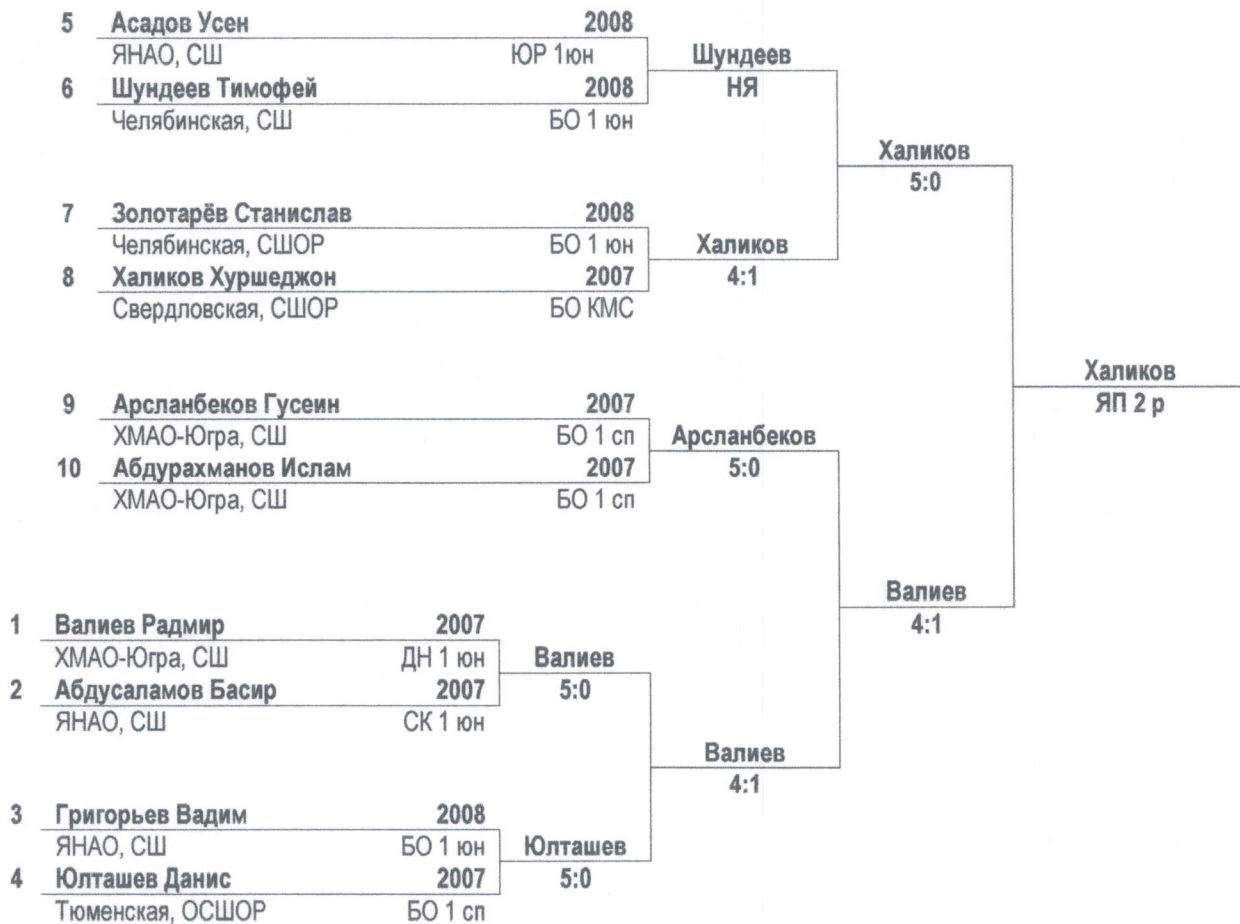 5 Асадов Усен 2008
ЯНАО, СШ ЮР 1юн Шундеев
6 Шундеев Тимофей 2008 НЯ
Челябинская, СШ БО 1 юн
Халиков
5:0
7 Золотарёв Станислав 2008
Челябинская, СШОР БО 1 юн Халиков
8 Халиков Хуршеджон 2007 4:1
Свердловская, СШОР БО КМС
Халиков
ЯП 2 р
9 Арсланбеков Гусеин 2007
ХМАО-Югра, СШ БО 1 сп Арсланбеков
10 Абдурахманов Ислам 2007 5:0
ХМАО-Югра, СШ БО 1 сп
Валиев
4:1
1 Валиев Радмир 2007
ХМАО-Югра, СШ ДН 1 юн Валиев
2 Абдусаламов Басир 2007 5:0
ЯНАО, СШ СК 1 юн
Валиев
4:1
3 Григорьев Вадим 2008
ЯНАО, СШ БО 1 юн Юлташев
4 Юлташев Данис 2007 5:0
Тюменская, ОСШОР БО 1 сп